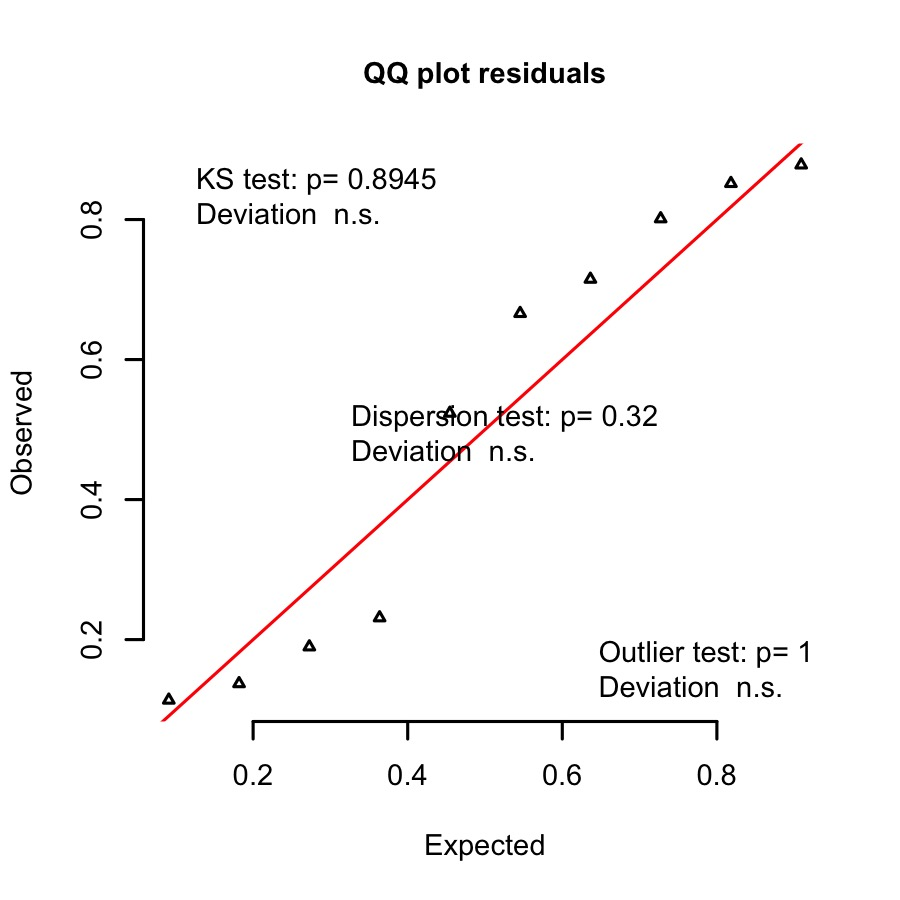 QQ plot residuals
KS test: p= 0.8945
Deviation  n.s.
Dispersion test: p= 0.32
Deviation  n.s.
Outlier test: p= 1
Deviation  n.s.
Observed
0.8
0.6
0.4
0.2
0.2 0.4 0.6 0.8
Expected